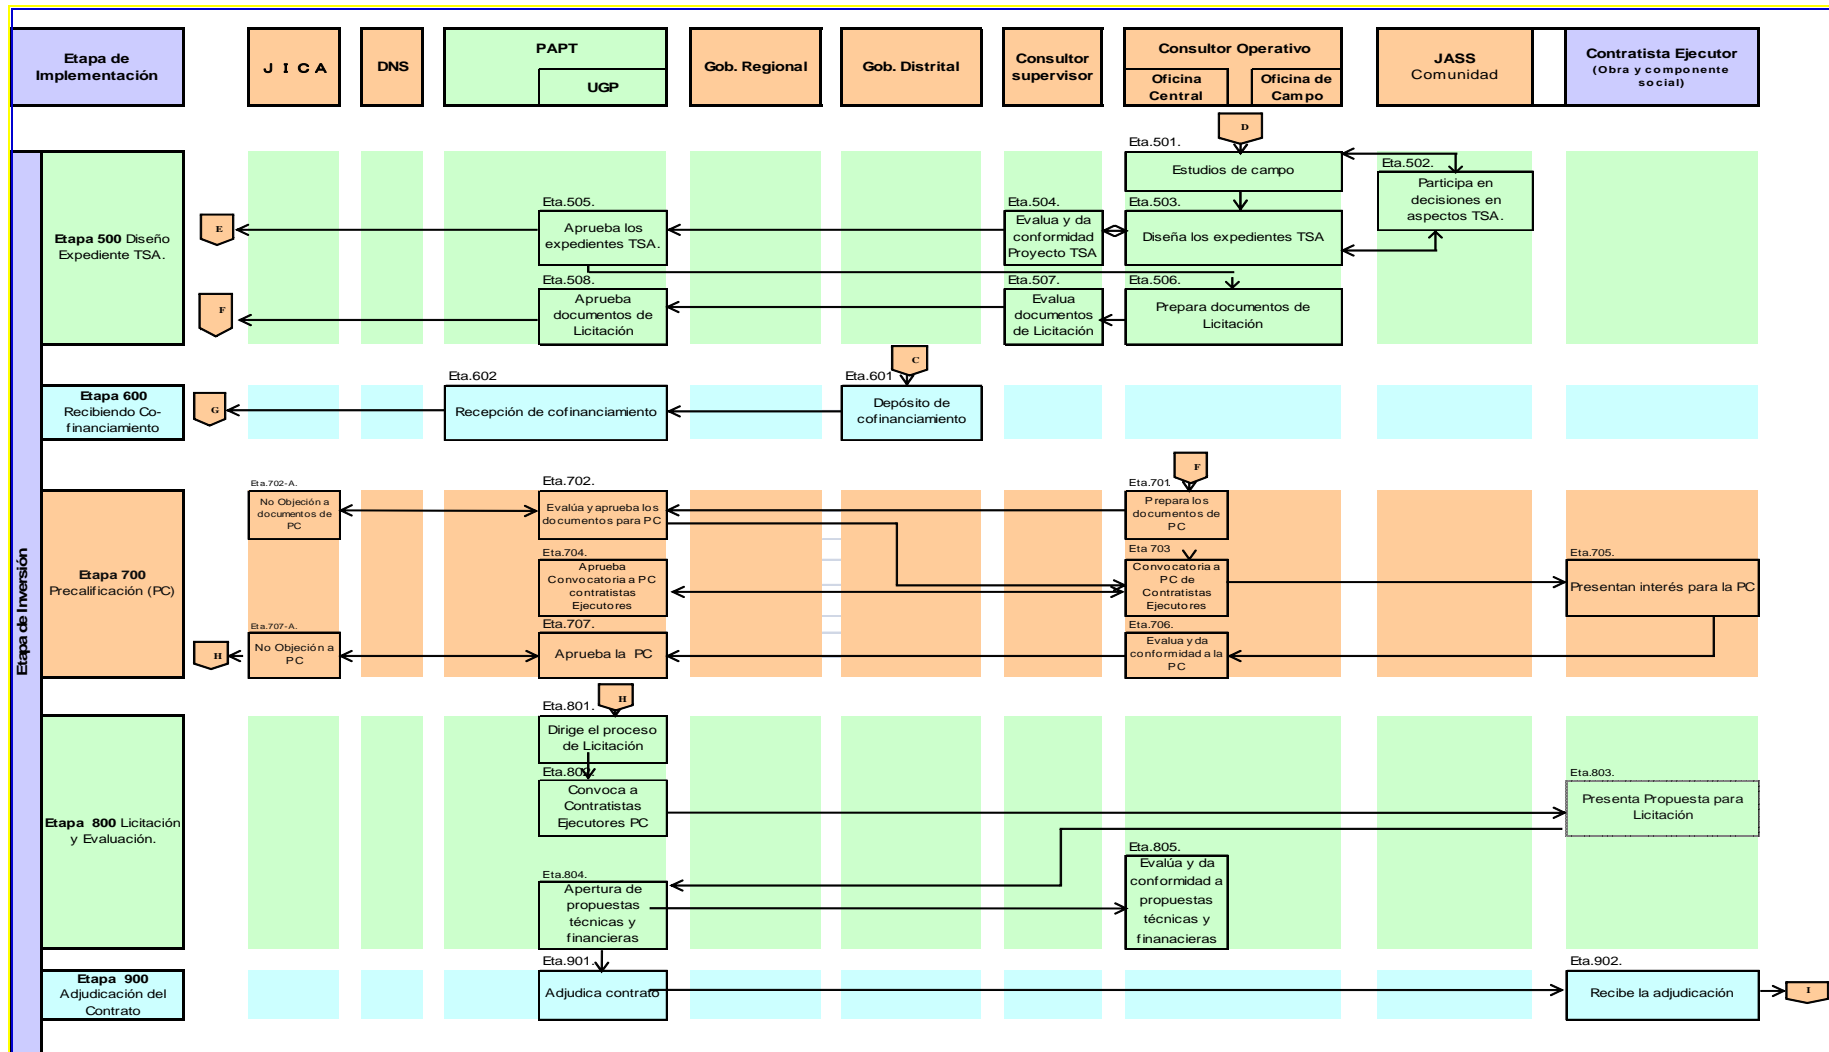 Etapa de
Implementación
J I C A
DNS
PAPT
UGP
Gob. Regional
Gob. Distrital
Consultor
supervisor
Consultor Operativo
Oficina
Central
Oficina de
Campo
JASS
Comunidad
Contratista Ejecutor
(Obra y componente
social)
Etapa de Inversión
D
Eta.501.
Estudios de campo
Eta.502.
Participa en
decisiones en
aspectos TSA.
Etapa 500 Diseño
Expediente TSA.
E
Eta.505.
Aprueba los
expedientes TSA.
Eta.504.
Evalua y da
conformidad
Proyecto TSA
Eta.503.
Diseña los expedientes TSA
F
Eta.508.
Aprueba
documentos de
Licitación
Eta.507.
Evalua
documentos
de Licitación
Eta.506.
Prepara documentos de
Licitación
C
Etapa 600
Recibiendo Co-
financiamiento
G
Eta.602
Recepción de cofinanciamiento
Eta.601
Depósito de
cofinanciamiento
F
Etapa 700
Precalificación (PC)
Eta.702-A.
No Objeción a
documentos de
PC
Eta.702.
Evalúa y aprueba los
documentos para PC
Eta.701.
Prepara los
documentos de
PC
Eta.704.
Aprueba
Convocatoria a PC
contratistas
Ejecutores
Eta 703
Convocatoria a
PC de
Contratistas
Ejecutores
Eta.705.
Presentan interés para la PC
H
Eta.707-A.
No Objeción a
PC
Eta.707.
Aprueba la PC
Eta.706.
Evalua y da
conformidad a la
PC
H
Etapa 800 Licitación
y Evaluación.
Eta.801.
Dirige el proceso
de Licitación
Eta.802.
Convoca a
Contratistas
Ejecutores PC
Eta.803.
Presenta Propuesta para
Licitación
Eta.804.
Apertura de
propuestas
técnicas y
financieras
Eta.805.
Evalúa y da
conformidad a
propuestas
técnicas y
finanacieras
Etapa 900
Adjudicación del
Contrato
Eta.901.
Adjudica contrato
Eta.902.
Recibe la adjudicación
I